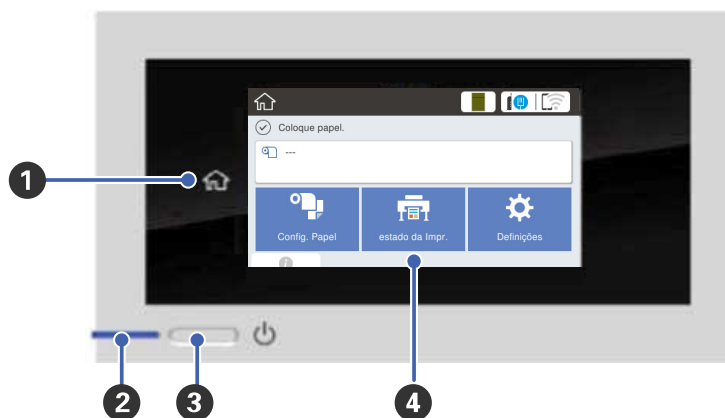 Coloque papel.
---
Config. Papel
estado da Impr.
Definições
1
2
3
4